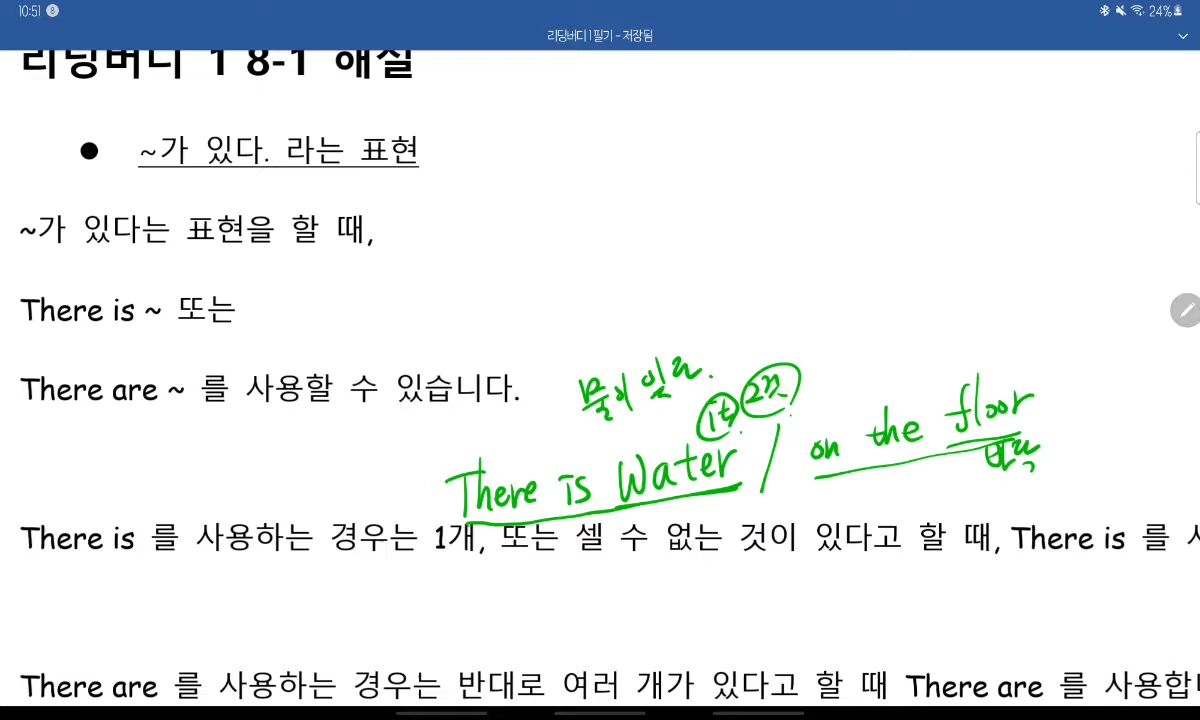 10:51 8 24%
리딩버디 1 필기 - 저장됨
리딩버디 1 8-1 해설
● ~가 있다. 라는 표현
~가 있다는 표현을 할 때,
There is ~ 또는
There are ~ 를 사용할 수 있습니다.
물이 있다.
it
There is water / on the floor
바닥
There is 를 사용하는 경우는 1개, 또는 셀 수 없는 것이 있다고 할 때, There is 를
There are 를 사용하는 경우는 반대로 여러 개가 있다고 할 때 There are 를 사용합니